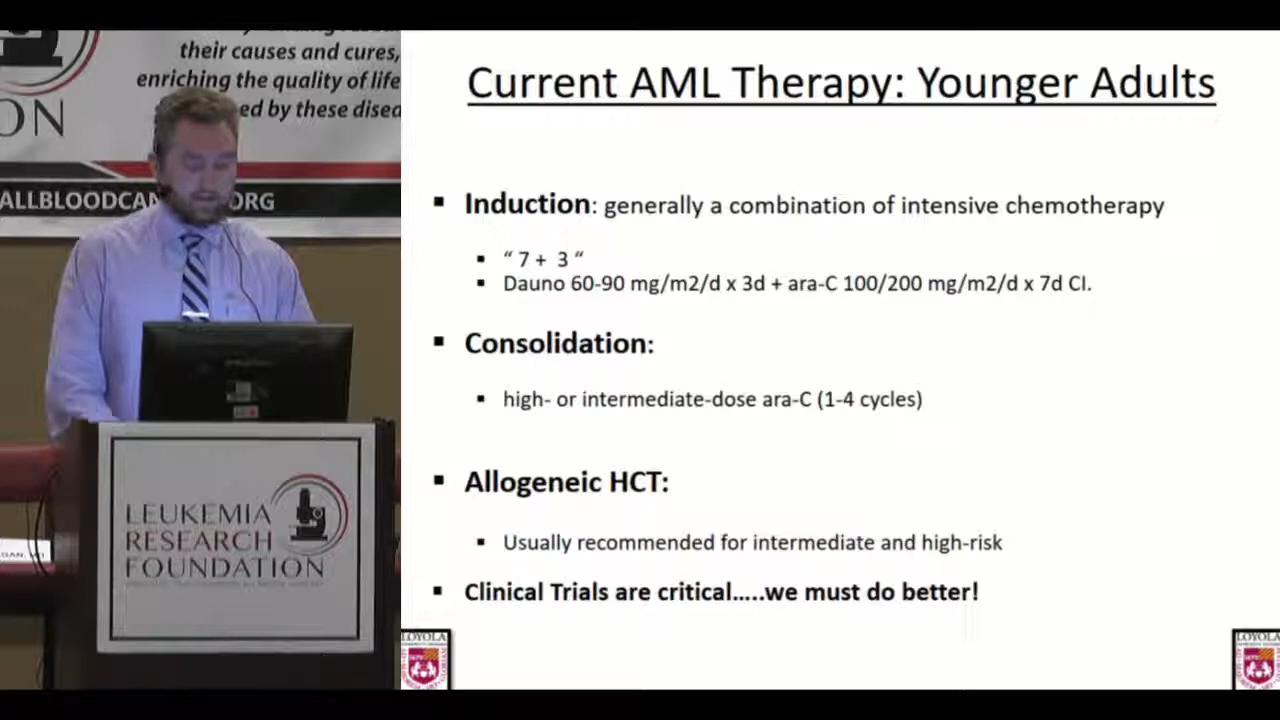 their causes and cures,
enriching the quality of life
ed by these disea
ON
ALLBLOODCAN
ORG
LEUKEMIA
RESEARCH
FOUNDATION
Current AML Therapy: Younger Adults
▪ Induction: generally a combination of intensive chemotherapy
▪ “ 7 + 3 “
▪ Dauno 60-90 mg/m2/d x 3d + ara-C 100/200 mg/m2/d x 7d CI.
▪ Consolidation:
▪ high- or intermediate-dose ara-C (1-4 cycles)
▪ Allogeneic HCT:
▪ Usually recommended for intermediate and high-risk
▪ Clinical Trials are critical…..we must do better!
LOYOLA
LOYOLA